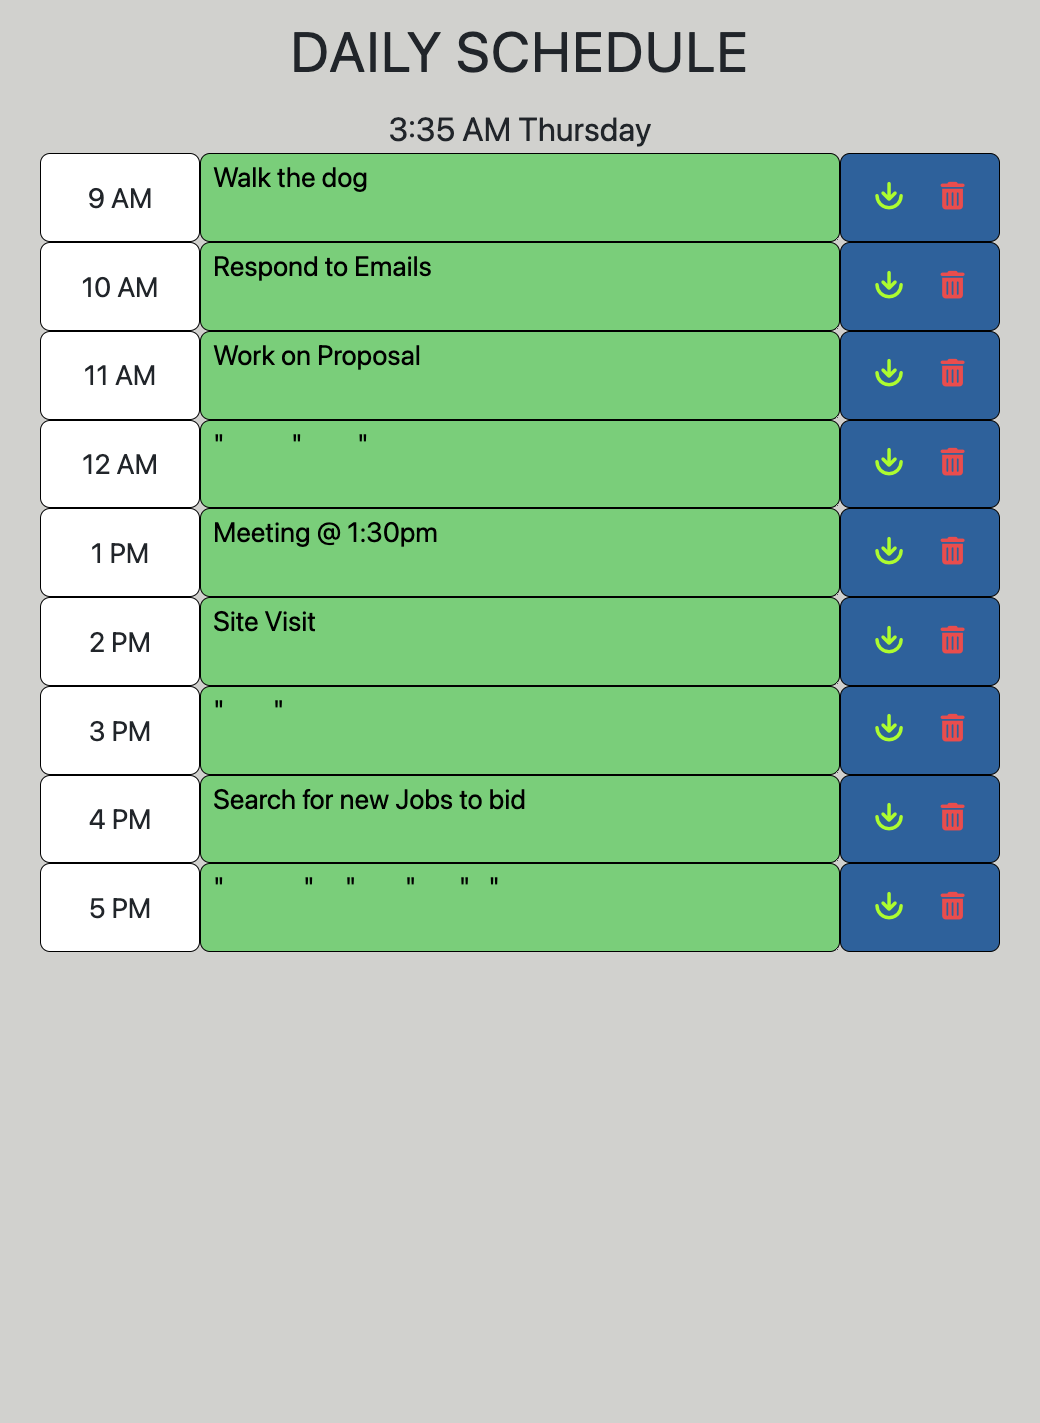 DAILY SCHEDULE
3:35 AM Thursday
9 AM Walk the dog
10 AM Respond to Emails
11 AM Work on Proposal
12 AM " " "
1 PM Meeting @ 1:30pm
2 PM Site Visit
3 PM " "
4 PM Search for new Jobs to bid
5 PM " " " " " "